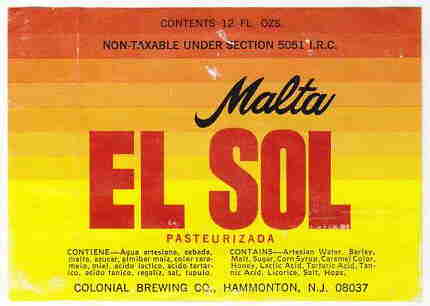 CONTENTS 12 FL. OZS.
NON-TAXABLE UNDER SECTION 5051 I.R.C.
Malta
EL SOL
PASTEURIZADA
CONTIENE—Agua artesiana, cebada,
malta, azucar, almibar maiz, color cara-
melo, miel, acido lactico, acido tartar-
ico, acido tanico, regaliz, sal, lupulo.
CONTAINS—Artesian Water, Barley,
Malt, Sugar, Corn Syrup, Caramel Color,
Honey, Lactic Acid, Tartaric Acid, Tan-
nic Acid, Licorice, Salt, Hops.
COLONIAL BREWING CO., HAMMONTON, N.J. 08037